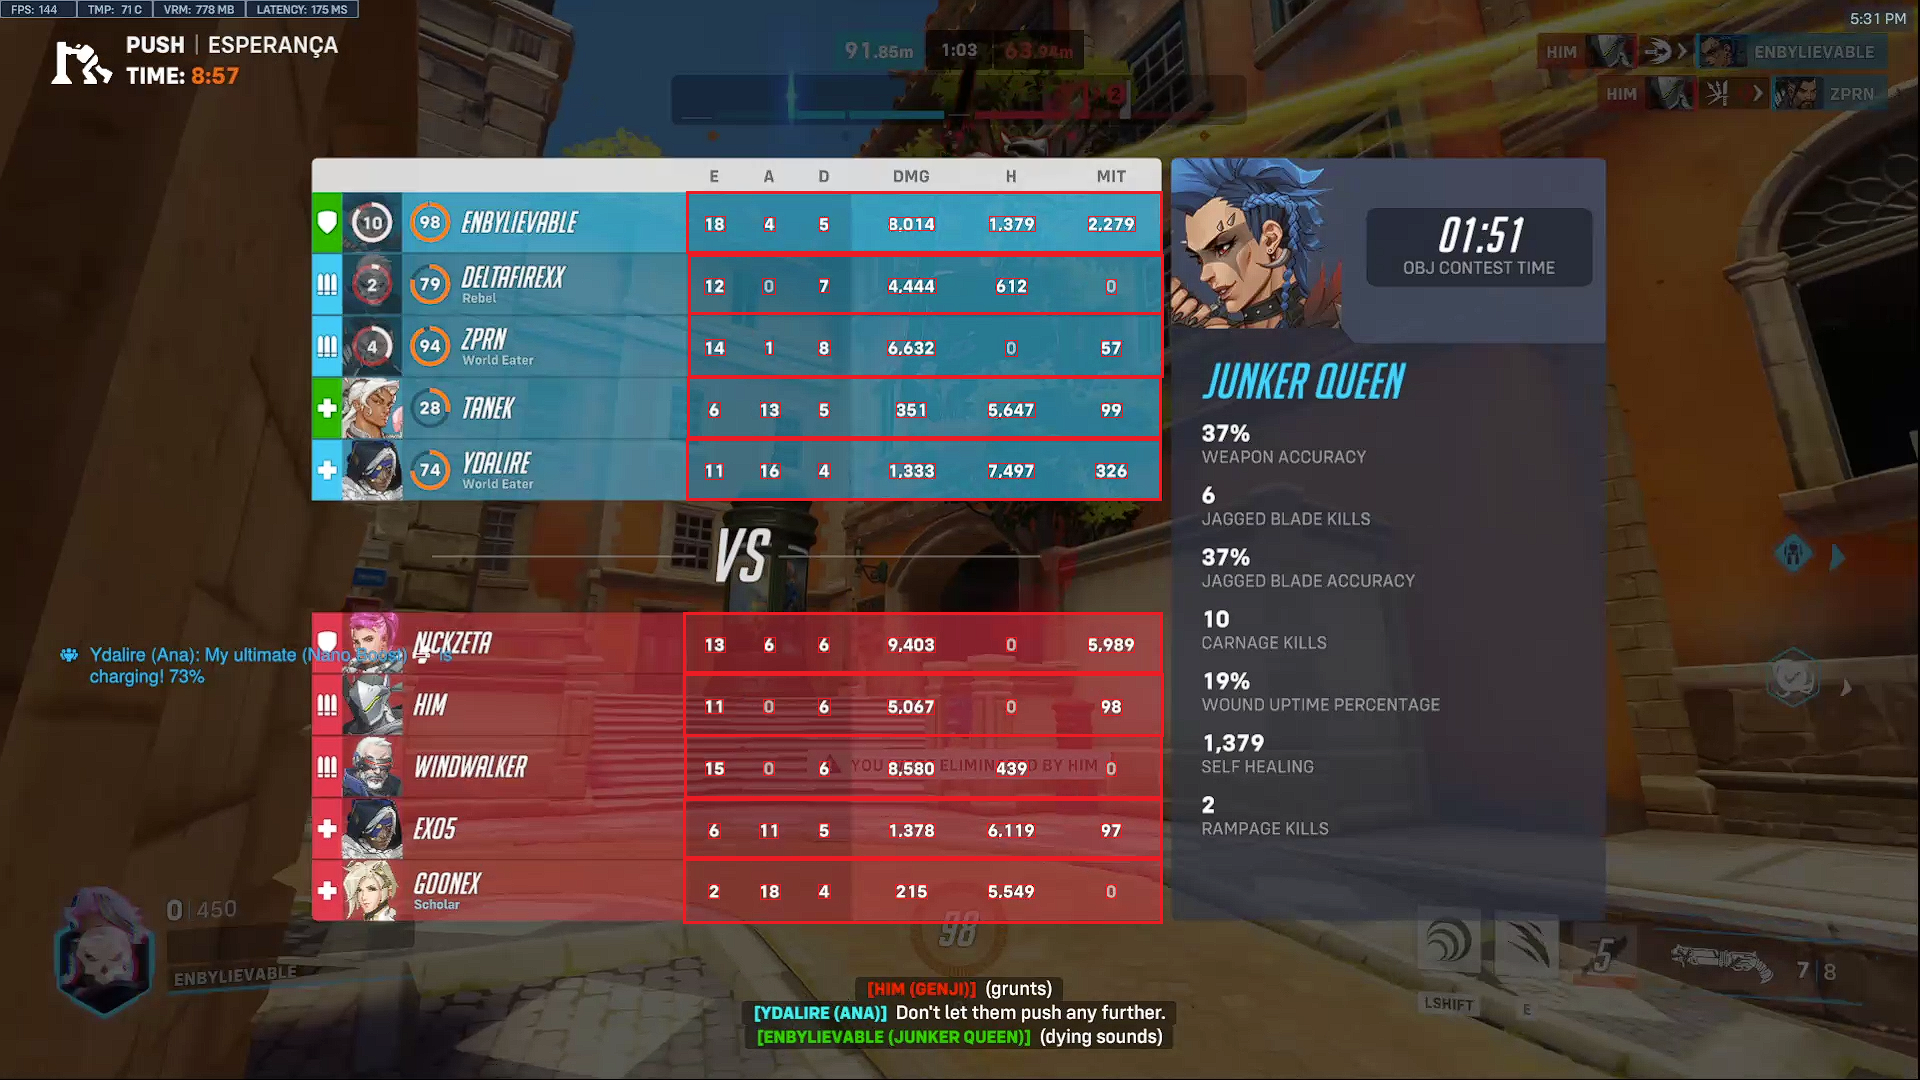 FPS: 144 TMP: 71 C VRM: 778 MB LATENCY: 175 MS
5:31 PM
PUSH | ESPERANÇA
TIME: 8:57
91.85m 1:03 63.94m
2
HIM ENBYLIEVABLE
HIM ZPRN
E A D DMG H MIT
10 98 ENBYLIEVABLE 18 4 5 8,014 1,379 2,279
2 79 DELTAFIREXX 12 0 7 4,444 612 0
Rebel
4 94 ZPRN 14 1 8 6,632 0 57
World Eater
28 TANEK 6 13 5 351 5,647 99
74 YDALIRE 11 16 4 1,333 7,497 326
World Eater
VS
NICKZETA 13 6 6 9,403 0 5,989
HIM 11 0 6 5,067 0 98
WINDWALKER 15 0 6 8,580 439 0
EXO5 6 11 5 1,378 6,119 97
GOONEX 2 18 4 215 5,549 0
Scholar
Ydalire (Ana): My ultimate (Nano Boost) is
charging! 73%
01:51
OBJ CONTEST TIME
JUNKER QUEEN
37%
WEAPON ACCURACY
6
JAGGED BLADE KILLS
37%
JAGGED BLADE ACCURACY
10
CARNAGE KILLS
19%
WOUND UPTIME PERCENTAGE
1,379
SELF HEALING
2
RAMPAGE KILLS
0 | 450
ENBYLIEVABLE
98
[HIM (GENJI)] (grunts)
[YDALIRE (ANA)] Don't let them push any further.
[ENBYLIEVABLE (JUNKER QUEEN)] (dying sounds)
5
7 | 8
LSHIFT E